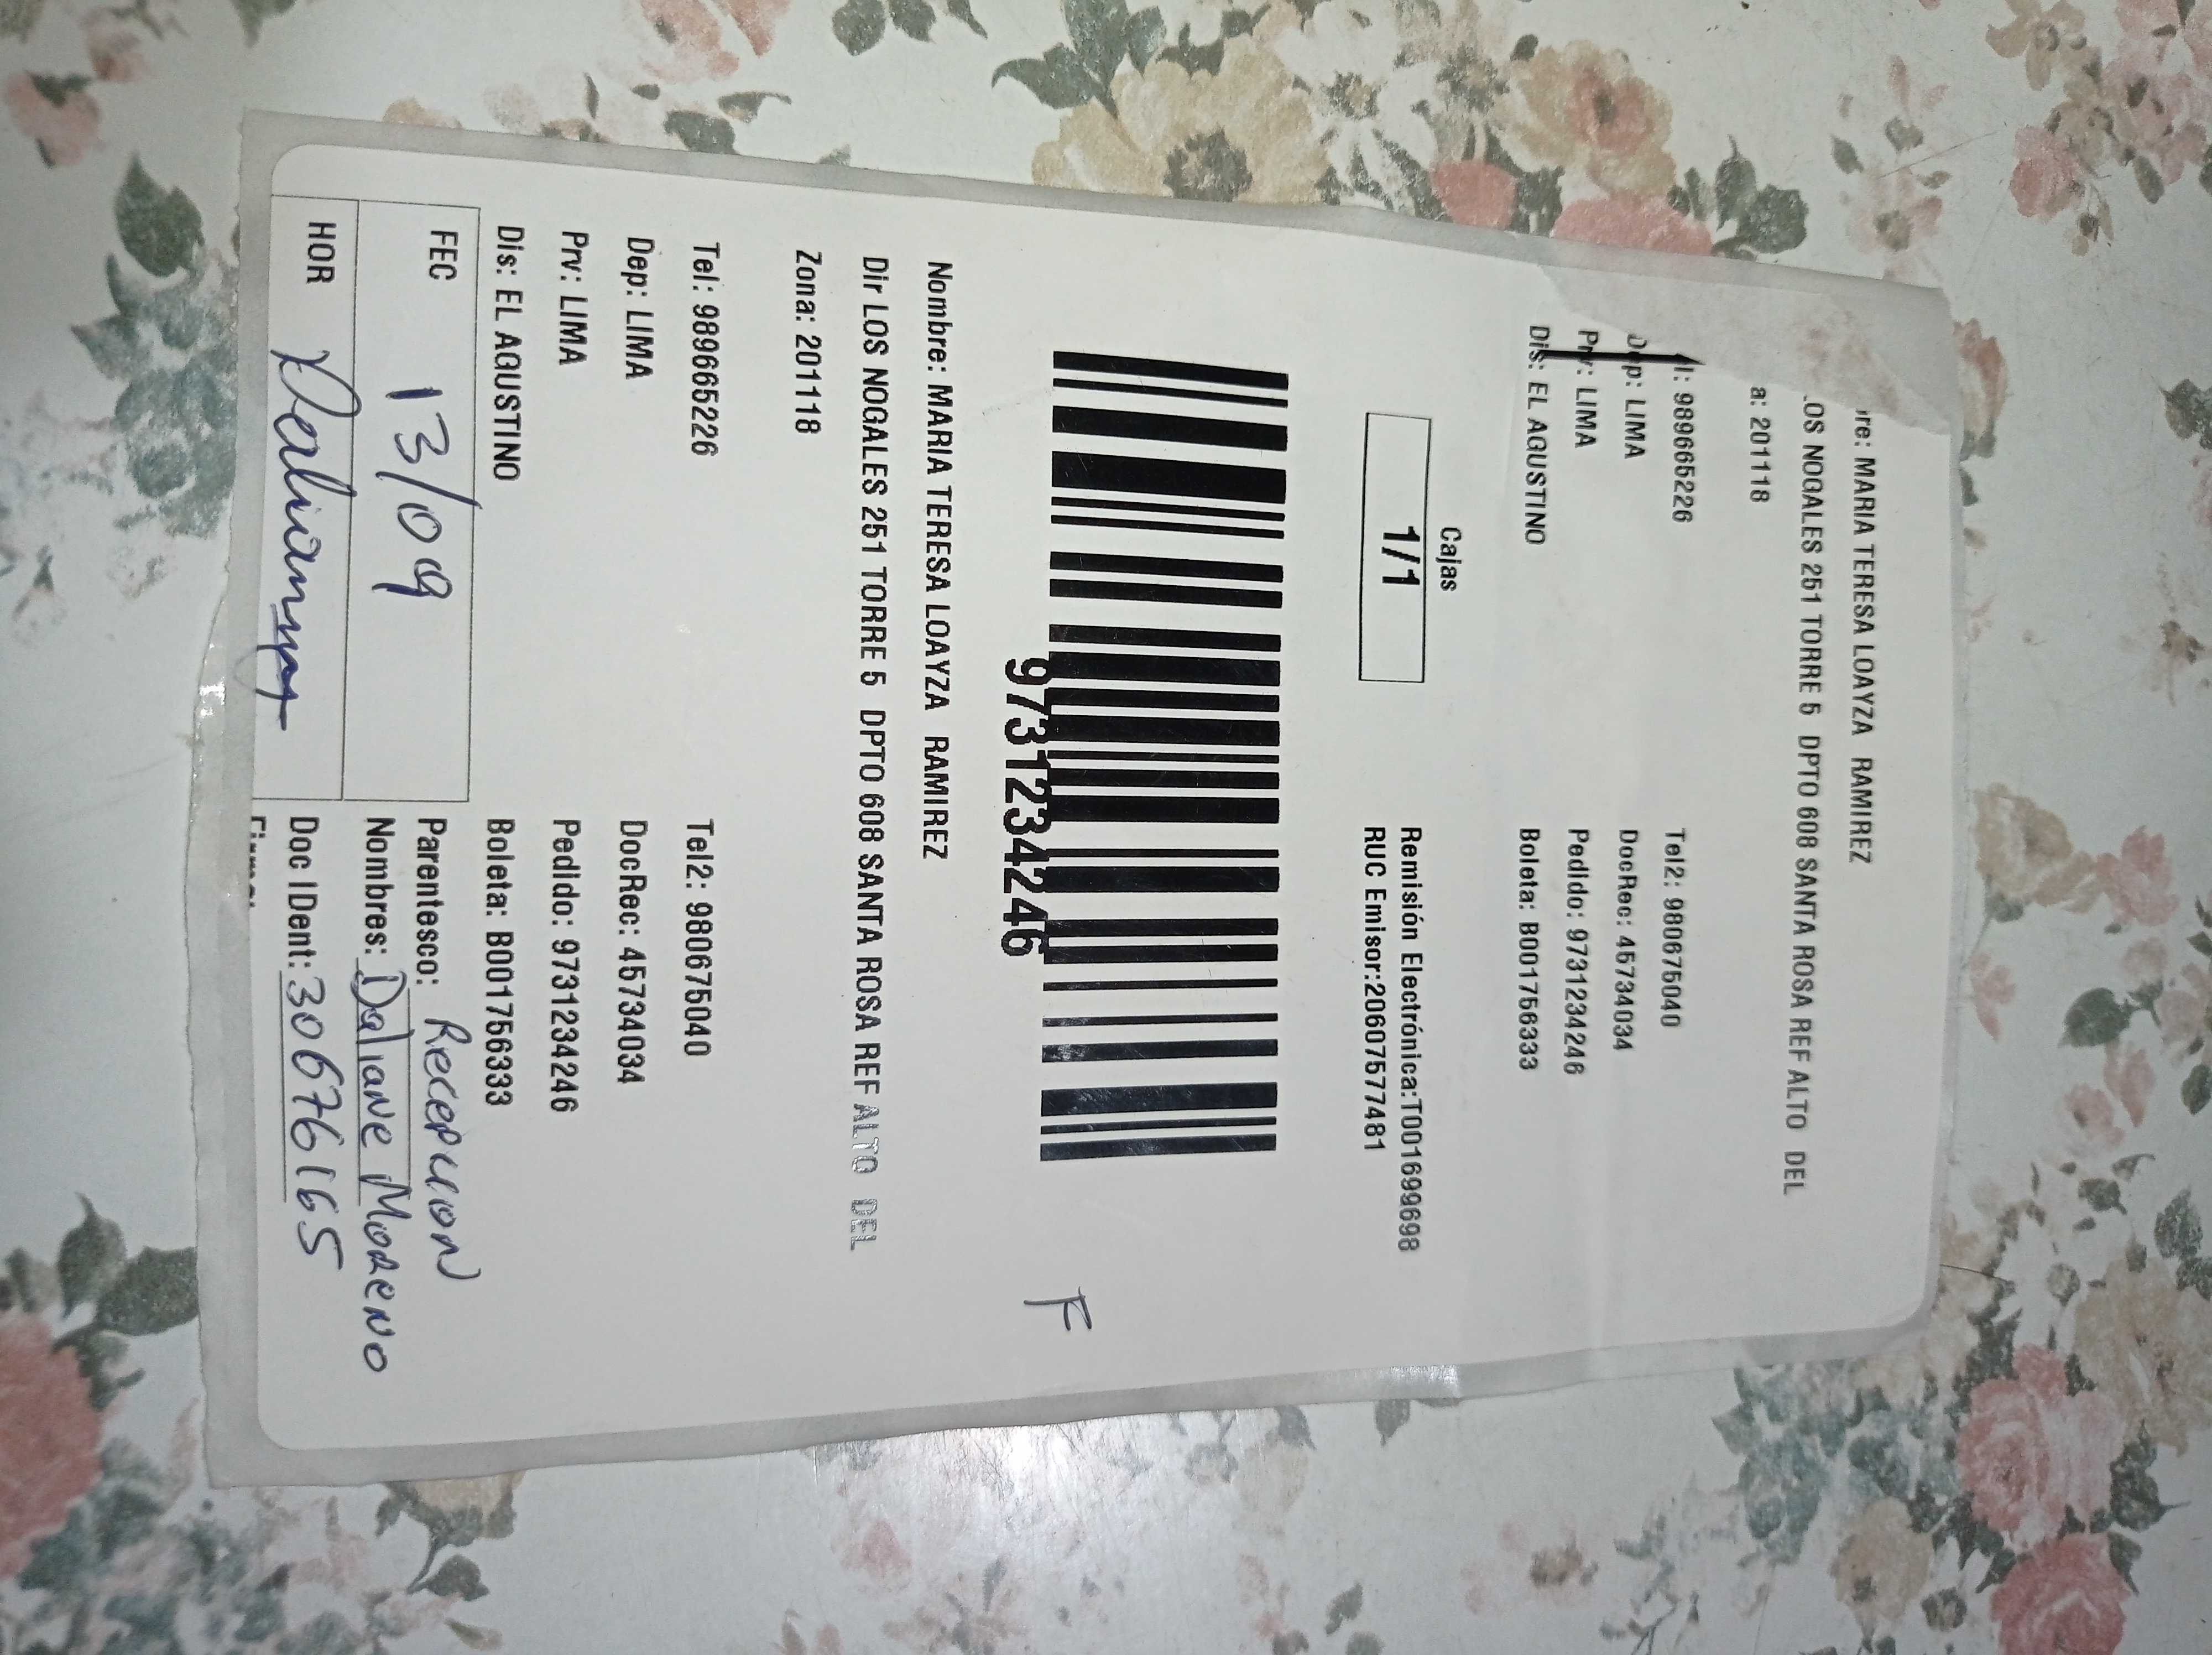 re: MARIA TERESA LOAYZA RAMIREZ
OS NOGALES 251 TORRE 5 DPTO 608 SANTA ROSA REF ALTO DEL
a: 201118
l: 989665226 Tel2: 980675040
Dep: LIMA DocRec: 45734034
Prv: LIMA Pedido: 9731234246
Dis: EL AGUSTINO Boleta: B001756333
Cajas
1/1
Remisión Electrónica:T001699698
RUC Emisor:20607577481
9731234246
F
Nombre: MARIA TERESA LOAYZA RAMIREZ
Dir LOS NOGALES 251 TORRE 5 DPTO 608 SANTA ROSA REF ALTO DEL
Zona: 201118
Tel: 989665226 Tel2: 980675040
Dep: LIMA DocRec: 45734034
Prv: LIMA Pedido: 9731234246
Dis: EL AGUSTINO Boleta: B001756333
FEC 13/09
Parentesco: Recepcion
Nombres: Daliane Moreno
HOR
Doc IDent: 306676165